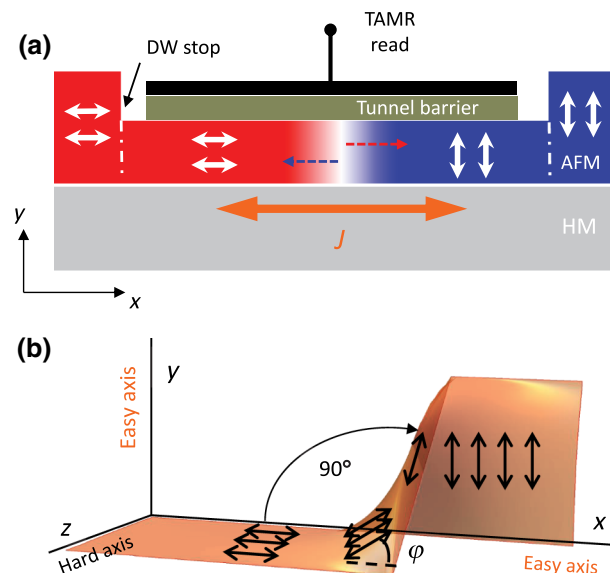 (a)
TAMR
read
DW stop
Tunnel barrier
AFM
J
HM
y
x
(b)
Easy axis
y
90°
z
Hard axis
φ
x
Easy axis